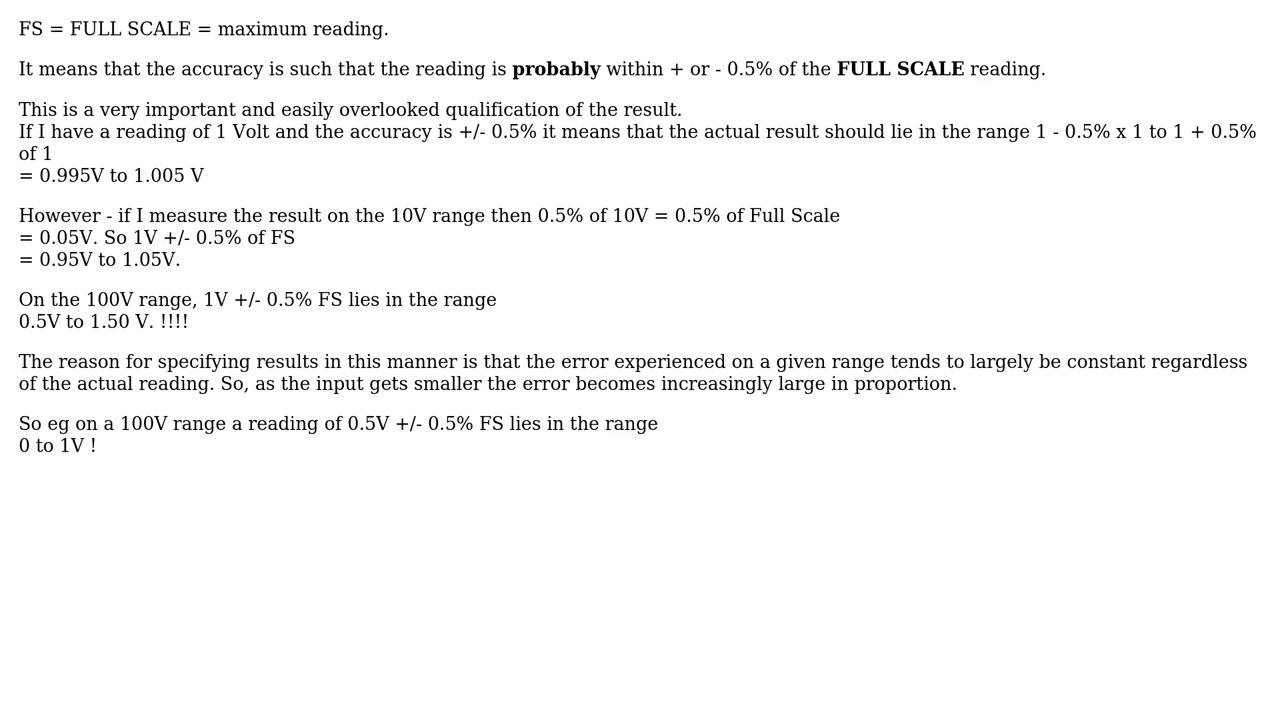 FS = FULL SCALE = maximum reading.
It means that the accuracy is such that the reading is probably within + or - 0.5% of the FULL SCALE reading.
This is a very important and easily overlooked qualification of the result.
If I have a reading of 1 Volt and the accuracy is +/- 0.5% it means that the actual result should lie in the range 1 - 0.5% x 1 to 1 + 0.5%
of 1
= 0.995V to 1.005 V
However - if I measure the result on the 10V range then 0.5% of 10V = 0.5% of Full Scale
= 0.05V. So 1V +/- 0.5% of FS
= 0.95V to 1.05V.
On the 100V range, 1V +/- 0.5% FS lies in the range
0.5V to 1.50 V. !!!!
The reason for specifying results in this manner is that the error experienced on a given range tends to largely be constant regardless
of the actual reading. So, as the input gets smaller the error becomes increasingly large in proportion.
So eg on a 100V range a reading of 0.5V +/- 0.5% FS lies in the range
0 to 1V !